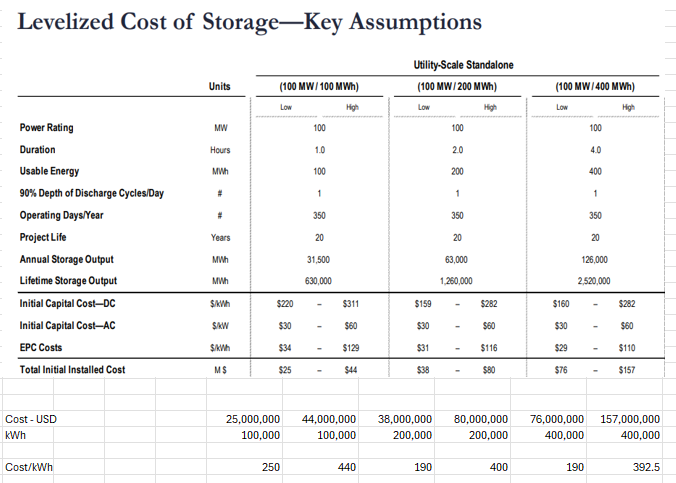 Levelized Cost of Storage—Key Assumptions
Utility-Scale Standalone
Units (100 MW / 100 MWh) (100 MW / 200 MWh) (100 MW / 400 MWh)
Low High Low High Low High
Power Rating MW 100 100 100
Duration Hours 1.0 2.0 4.0
Usable Energy MWh 100 200 400
90% Depth of Discharge Cycles/Day # 1 1 1
Operating Days/Year # 350 350 350
Project Life Years 20 20 20
Annual Storage Output MWh 31,500 63,000 126,000
Lifetime Storage Output MWh 630,000 1,260,000 2,520,000
Initial Capital Cost—DC $/kWh $220 – $311 $159 – $282 $160 – $282
Initial Capital Cost—AC $/kW $30 – $60 $30 – $60 $30 – $60
EPC Costs $/kWh $34 – $129 $31 – $116 $29 – $110
Total Initial Installed Cost M $ $25 – $44 $38 – $80 $76 – $157
Cost - USD 25,000,000 44,000,000 38,000,000 80,000,000 76,000,000 157,000,000
kWh 100,000 100,000 200,000 200,000 400,000 400,000
Cost/kWh 250 440 190 400 190 392.5